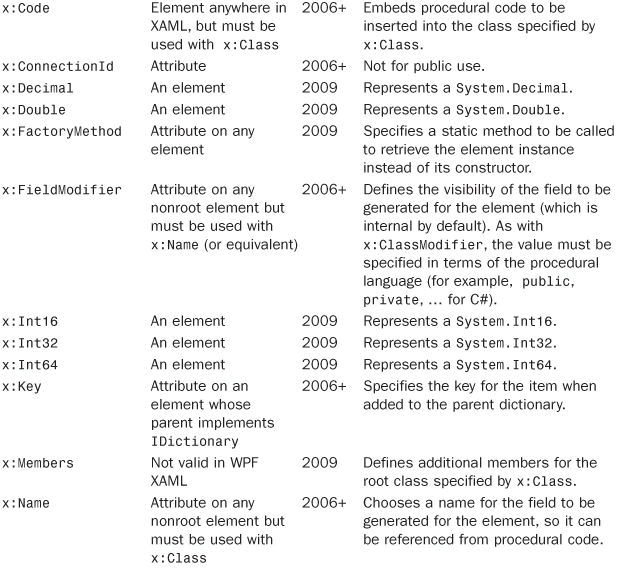 x:Code Element anywhere in 2006+ Embeds procedural code to be
XAML, but must be inserted into the class specified by
used with x:Class x:Class.
x:ConnectionId Attribute 2006+ Not for public use.
x:Decimal An element 2009 Represents a System.Decimal.
x:Double An element 2009 Represents a System.Double.
x:FactoryMethod Attribute on any 2009 Specifies a static method to be called
element to retrieve the element instance
instead of its constructor.
x:FieldModifier Attribute on any 2006+ Defines the visibility of the field to be
nonroot element but generated for the element (which is
must be used with internal by default). As with
x:Name (or equivalent) x:ClassModifier, the value must be
specified in terms of the procedural
language (for example, public,
private, ... for C#).
x:Int16 An element 2009 Represents a System.Int16.
x:Int32 An element 2009 Represents a System.Int32.
x:Int64 An element 2009 Represents a System.Int64.
x:Key Attribute on an 2006+ Specifies the key for the item when
element whose added to the parent dictionary.
parent implements
IDictionary
x:Members Not valid in WPF 2009 Defines additional members for the
XAML root class specified by x:Class.
x:Name Attribute on any 2006+ Chooses a name for the field to be
nonroot element but generated for the element, so it can
must be used with be referenced from procedural code.
x:Class